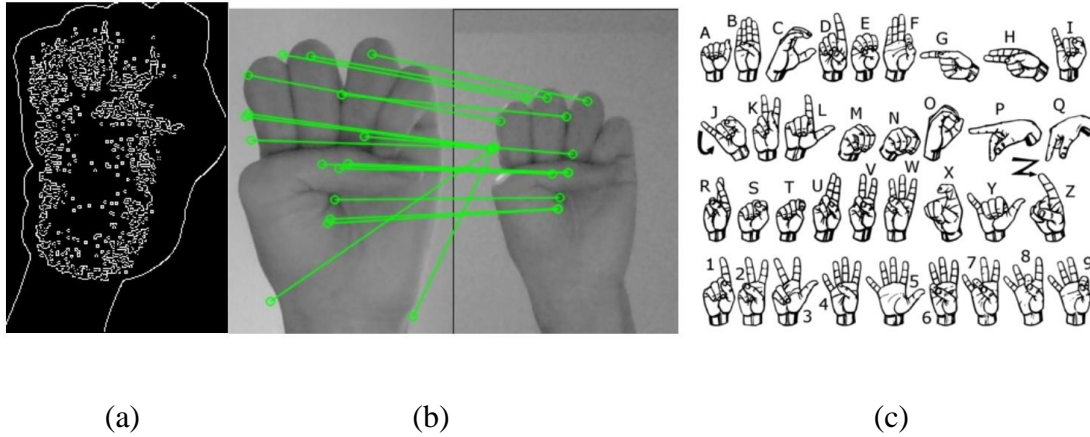 A B C D E F G H I
J K L M N O P Q
R S T U V W X Y Z
1 2 3 4 5 6 7 8 9
(a) (b) (c)